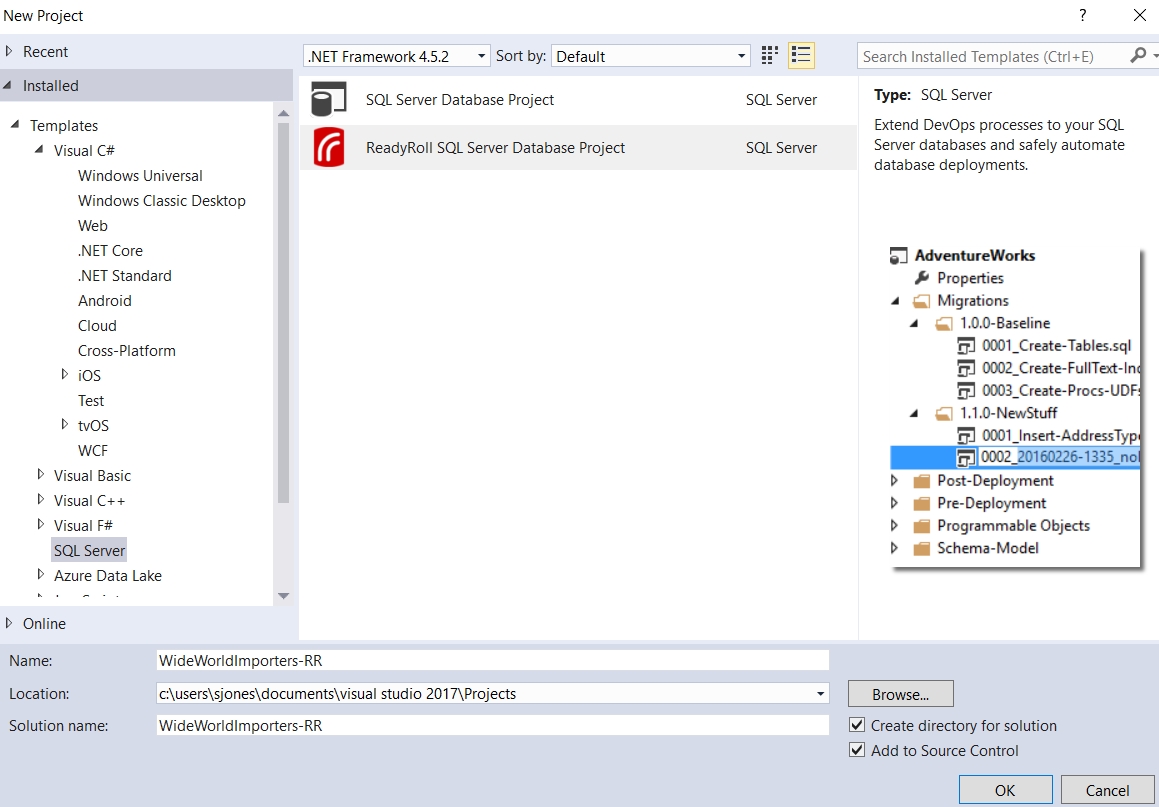 New Project
?
Recent
Installed
Templates
Visual C#
Windows Universal
Windows Classic Desktop
Web
.NET Core
.NET Standard
Android
Cloud
Cross-Platform
iOS
Test
tvOS
WCF
Visual Basic
Visual C++
Visual F#
SQL Server
Azure Data Lake
Online
.NET Framework 4.5.2
Sort by:
Default
SQL Server Database Project
SQL Server
ReadyRoll SQL Server Database Project
SQL Server
Search Installed Templates (Ctrl+E)
Type: SQL Server
Extend DevOps processes to your SQL
Server databases and safely automate
database deployments.
AdventureWorks
Properties
Migrations
1.0.0-Baseline
0001_Create-Tables.sql
0002_Create-FullText-Inc
0003_Create-Procs-UDFs
1.1.0-NewStuff
0001_Insert-AddressType
0002_20160226-1335_nol
Post-Deployment
Pre-Deployment
Programmable Objects
Schema-Model
Name:
WideWorldImporters-RR
Location:
c:\users\sjones\documents\visual studio 2017\Projects
Browse...
Solution name:
WideWorldImporters-RR
Create directory for solution
Add to Source Control
OK
Cancel